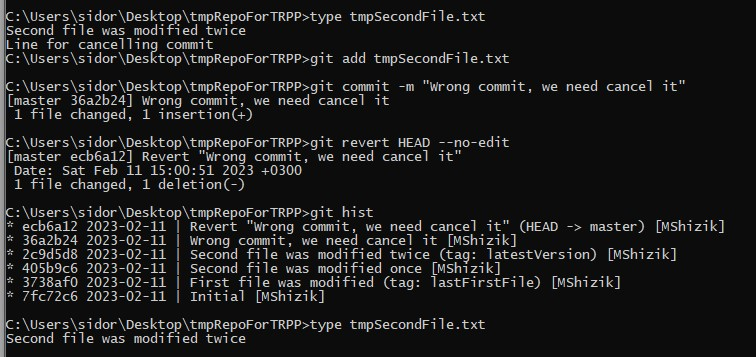 C:\Users\sidor\Desktop\tmpRepoForTRPP>type tmpSecondFile.txt
Second file was modified twice
Line for cancelling commit
C:\Users\sidor\Desktop\tmpRepoForTRPP>git add tmpSecondFile.txt
C:\Users\sidor\Desktop\tmpRepoForTRPP>git commit -m "Wrong commit, we need cancel it"
[master 36a2b24] Wrong commit, we need cancel it
1 file changed, 1 insertion(+)
C:\Users\sidor\Desktop\tmpRepoForTRPP>git revert HEAD --no-edit
[master ecb6a12] Revert "Wrong commit, we need cancel it"
Date: Sat Feb 11 15:00:51 2023 +0300
1 file changed, 1 deletion(-)
C:\Users\sidor\Desktop\tmpRepoForTRPP>git hist
* ecb6a12 2023-02-11 | Revert "Wrong commit, we need cancel it" (HEAD -> master) [MShizik]
* 36a2b24 2023-02-11 | Wrong commit, we need cancel it [MShizik]
* 2c9d5d8 2023-02-11 | Second file was modified twice (tag: latestVersion) [MShizik]
* 405b9c6 2023-02-11 | Second file was modified once [MShizik]
* 3738af0 2023-02-11 | First file was modified (tag: lastFirstFile) [MShizik]
* 7fc72c6 2023-02-11 | Initial [MShizik]
C:\Users\sidor\Desktop\tmpRepoForTRPP>type tmpSecondFile.txt
Second file was modified twice